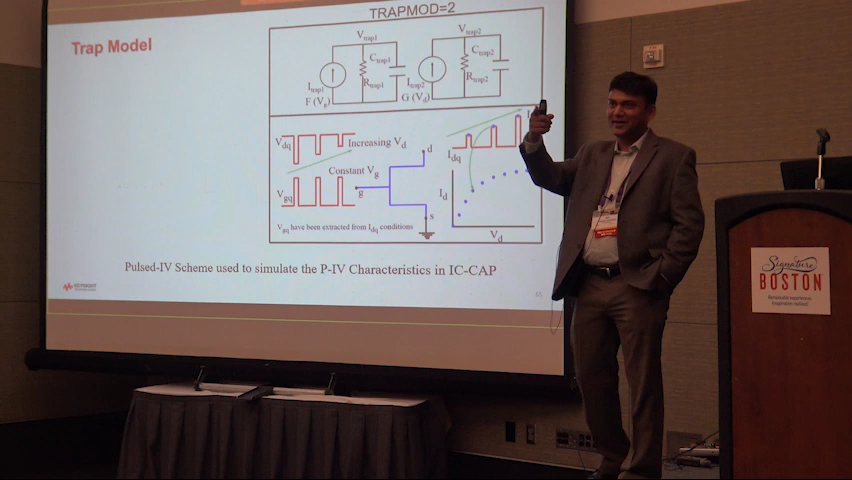 TRAPMOD=2
Trap Model
Vtrap1
Vtrap2
Ctrap1
Ctrap2
Itrap1
Rtrap1
Itrap2
Rtrap2
F (Vg)
G (Vd)
Vdq
Increasing Vd
d
Idq
Constant Vg
g
Vgq
Id
s
Vgq have been extracted from Idq conditions
Vd
Pulsed-IV Scheme used to simulate the P-IV Characteristics in IC-CAP
KEYSIGHT
65
Signature
BOSTON